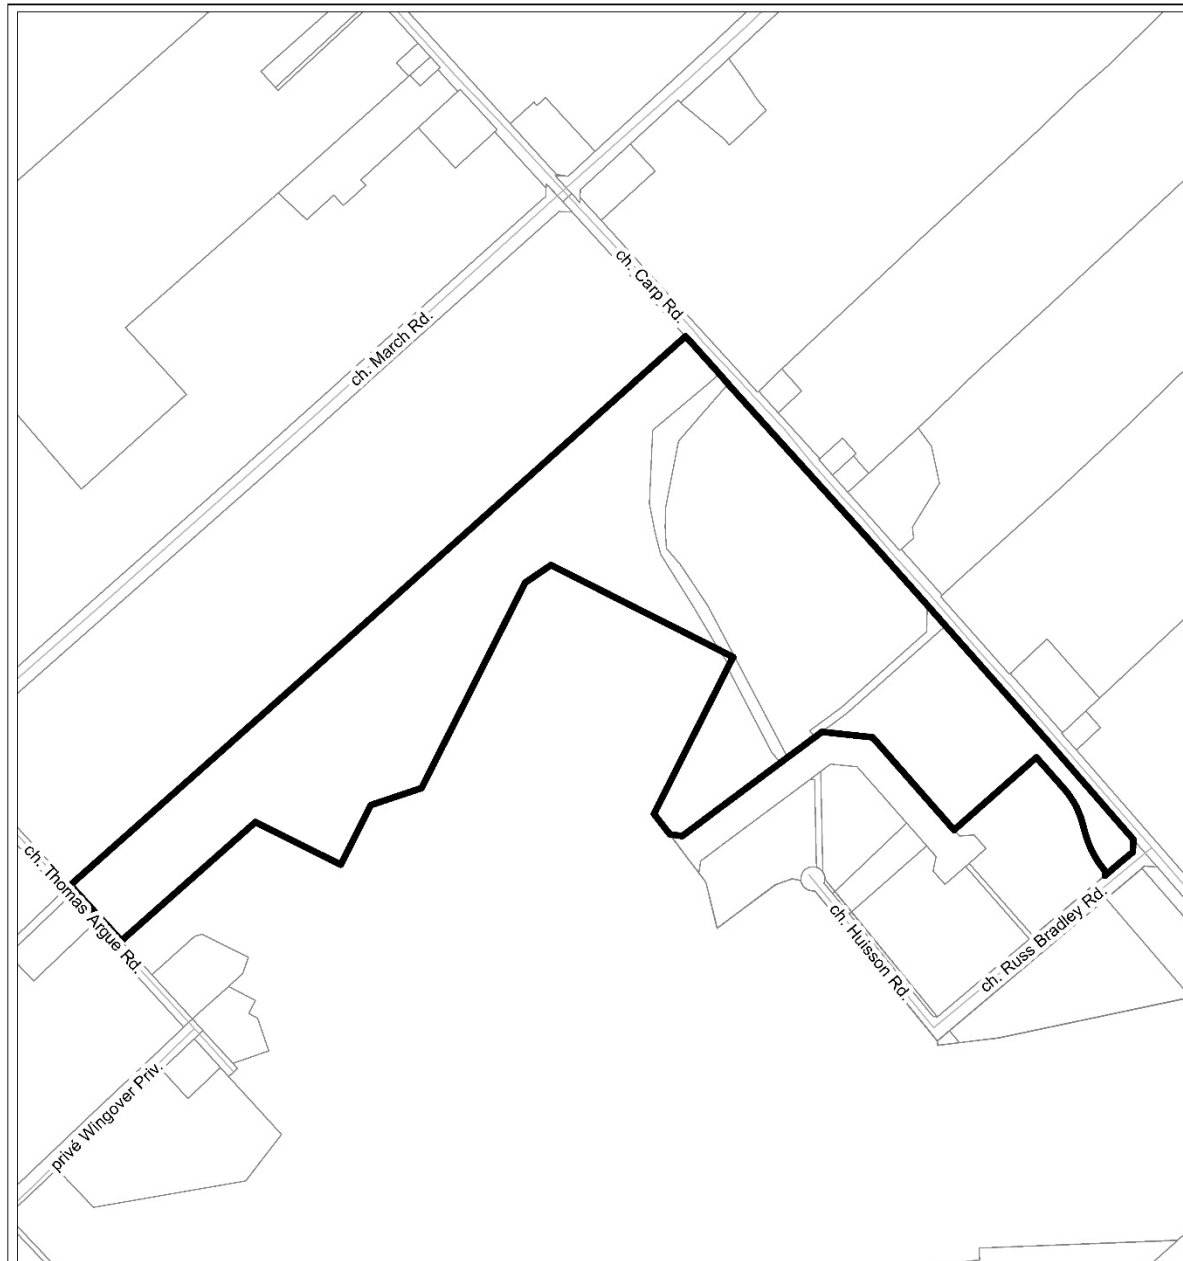 ch. Carp Rd.
ch. March Rd.
ch. Thomas Argue Rd.
ch. Huisson Rd.
ch. Russ Bradley Rd.
privé Wingover Priv.